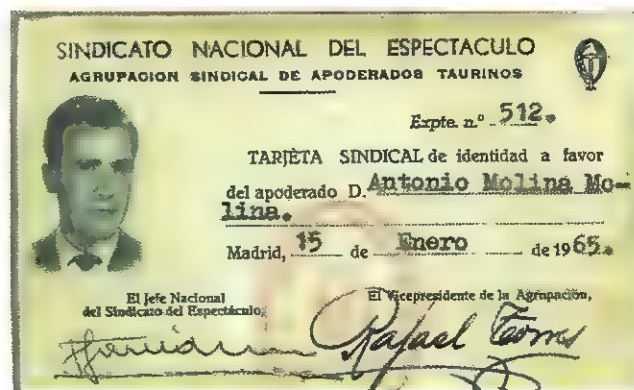 SINDICATO NACIONAL DEL ESPECTACULO
AGRUPACION SINDICAL DE APODERADOS TAURINOS
Expte. n.º 512.
TARJETA SINDICAL de identidad a favor
del apoderado D. Antonio Molina Mo-
lina.
Madrid, 15 de Enero de 1965.
El Jefe Nacional
del Sindicato del Espectáculo,
El Vicepresidente de la Agrupación,
Rafael Torres